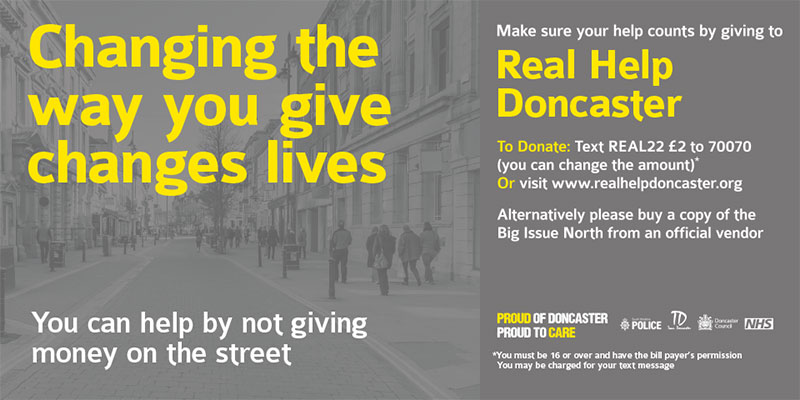 Changing the
way you give
changes lives
You can help by not giving
money on the street
Make sure your help counts by giving to
Real Help
Doncaster
To Donate: Text REAL22 £2 to 70070
(you can change the amount)*
Or visit www.realhelpdoncaster.org
Alternatively please buy a copy of the
Big Issue North from an official vendor
PROUD OF DONCASTER
PROUD TO CARE
POLICE
Doncaster
Council
NHS
*You must be 16 or over and have the bill payer's permission
You may be charged for your text message